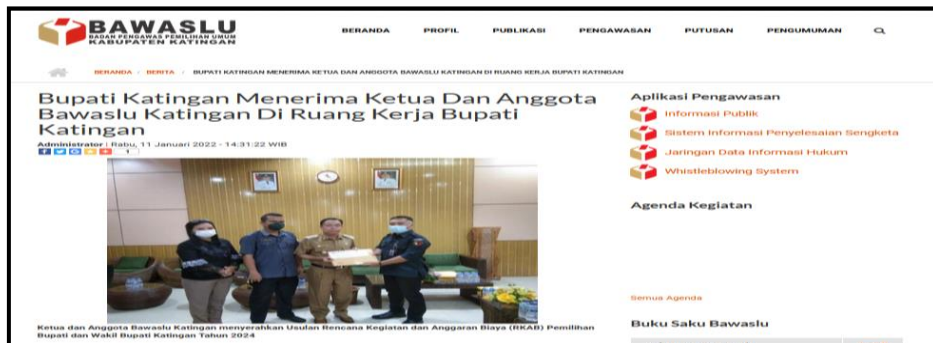 BAWASLU
BADAN PENGAWAS PEMILIHAN UMUM
KABUPATEN KATINGAN
BERANDA PROFIL PUBLIKASI PENGAWASAN PUTUSAN PENGUMUMAN
BERANDA / BERITA / BUPATI KATINGAN MENERIMA KETUA DAN ANGGOTA BAWASLU KATINGAN DI RUANG KERJA BUPATI KATINGAN
Bupati Katingan Menerima Ketua Dan Anggota
Bawaslu Katingan Di Ruang Kerja Bupati
Katingan
Administrator | Rabu, 11 Januari 2022 - 14:31:22 WIB
1
Ketua dan Anggota Bawaslu Katingan menyerahkan Usulan Rencana Kegiatan dan Anggaran Biaya (RKAB) Pemilihan
Bupati dan Wakil Bupati Katingan Tahun 2024
Aplikasi Pengawasan
Informasi Publik
Sistem Informasi Penyelesaian Sengketa
Jaringan Data Informasi Hukum
Whistleblowing System
Agenda Kegiatan
Semua Agenda
Buku Saku Bawaslu